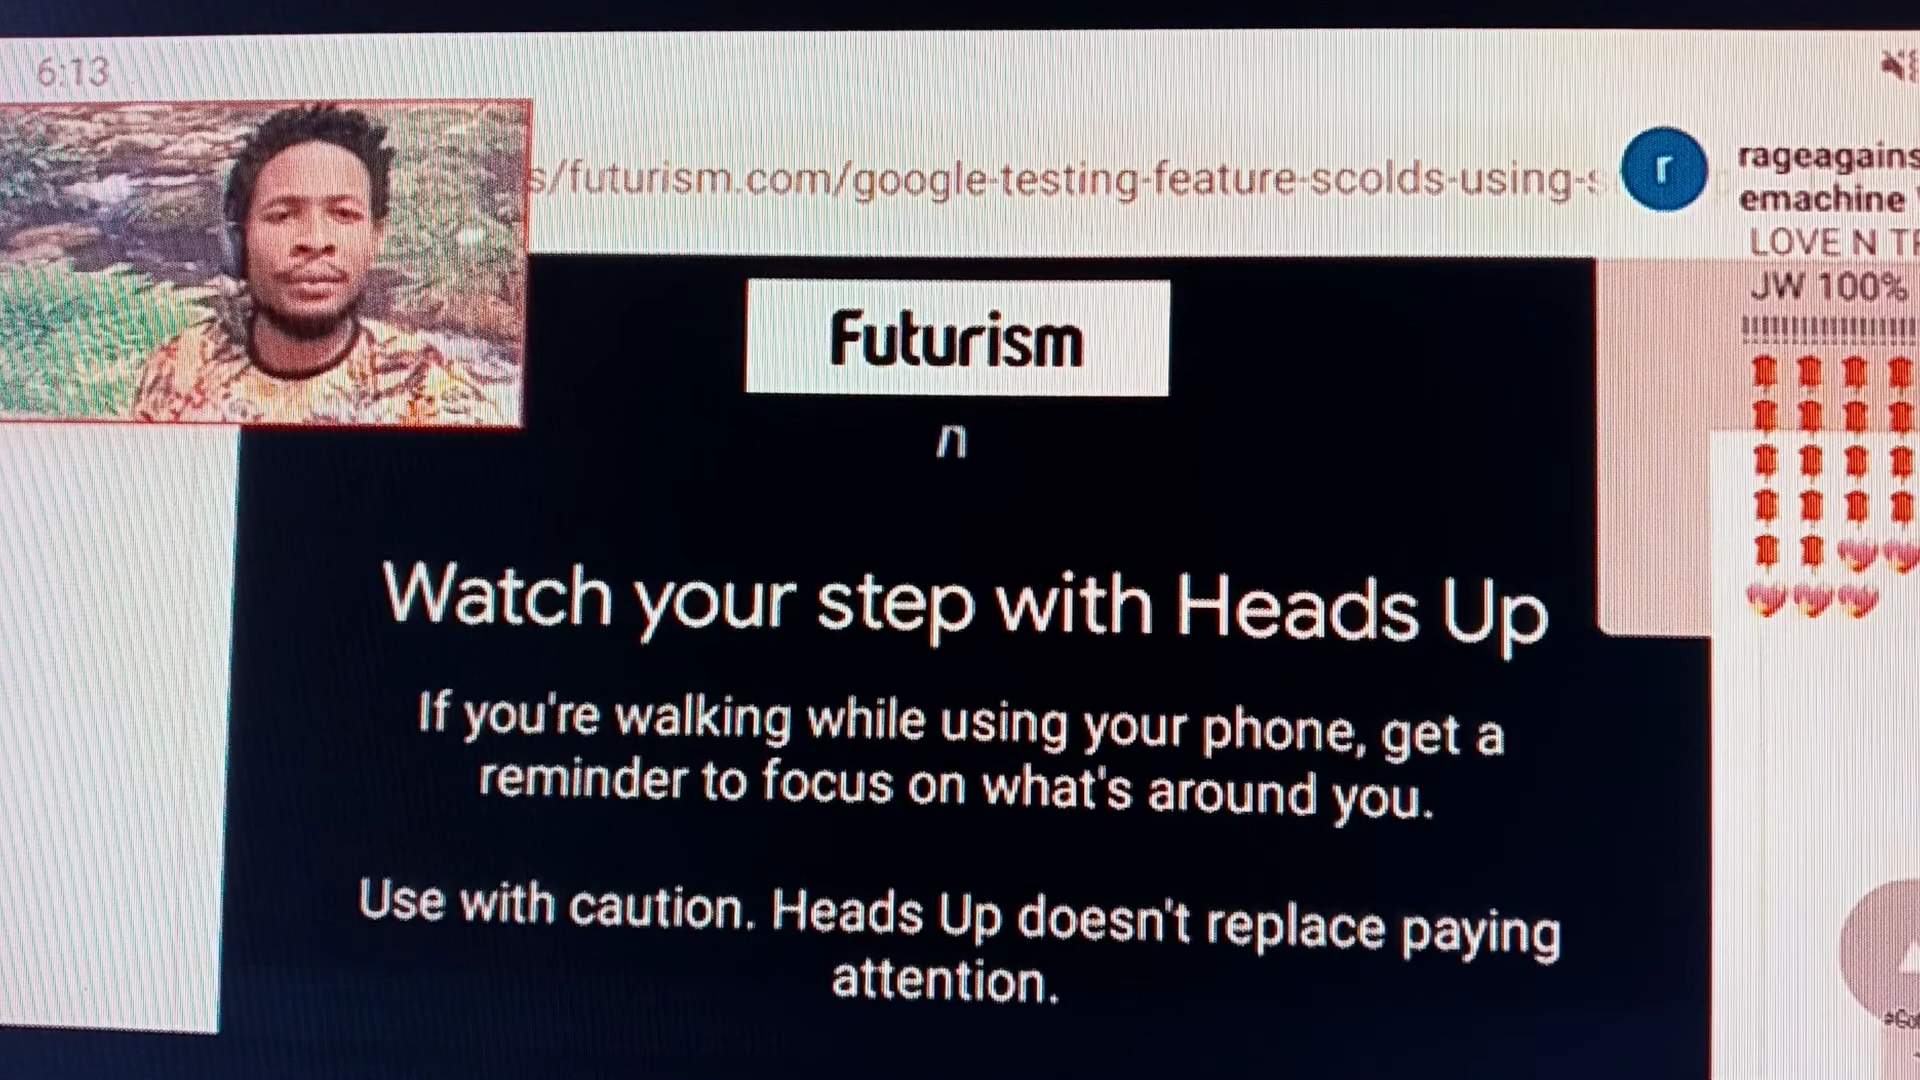 6:13
s/futurism.com/google-testing-feature-scolds-using-s
r
rageagains
emachine
LOVE N
JW 100%
Futurism
n
Watch your step with Heads Up
If you're walking while using your phone, get a
reminder to focus on what's around you.
Use with caution. Heads Up doesn't replace paying
attention.